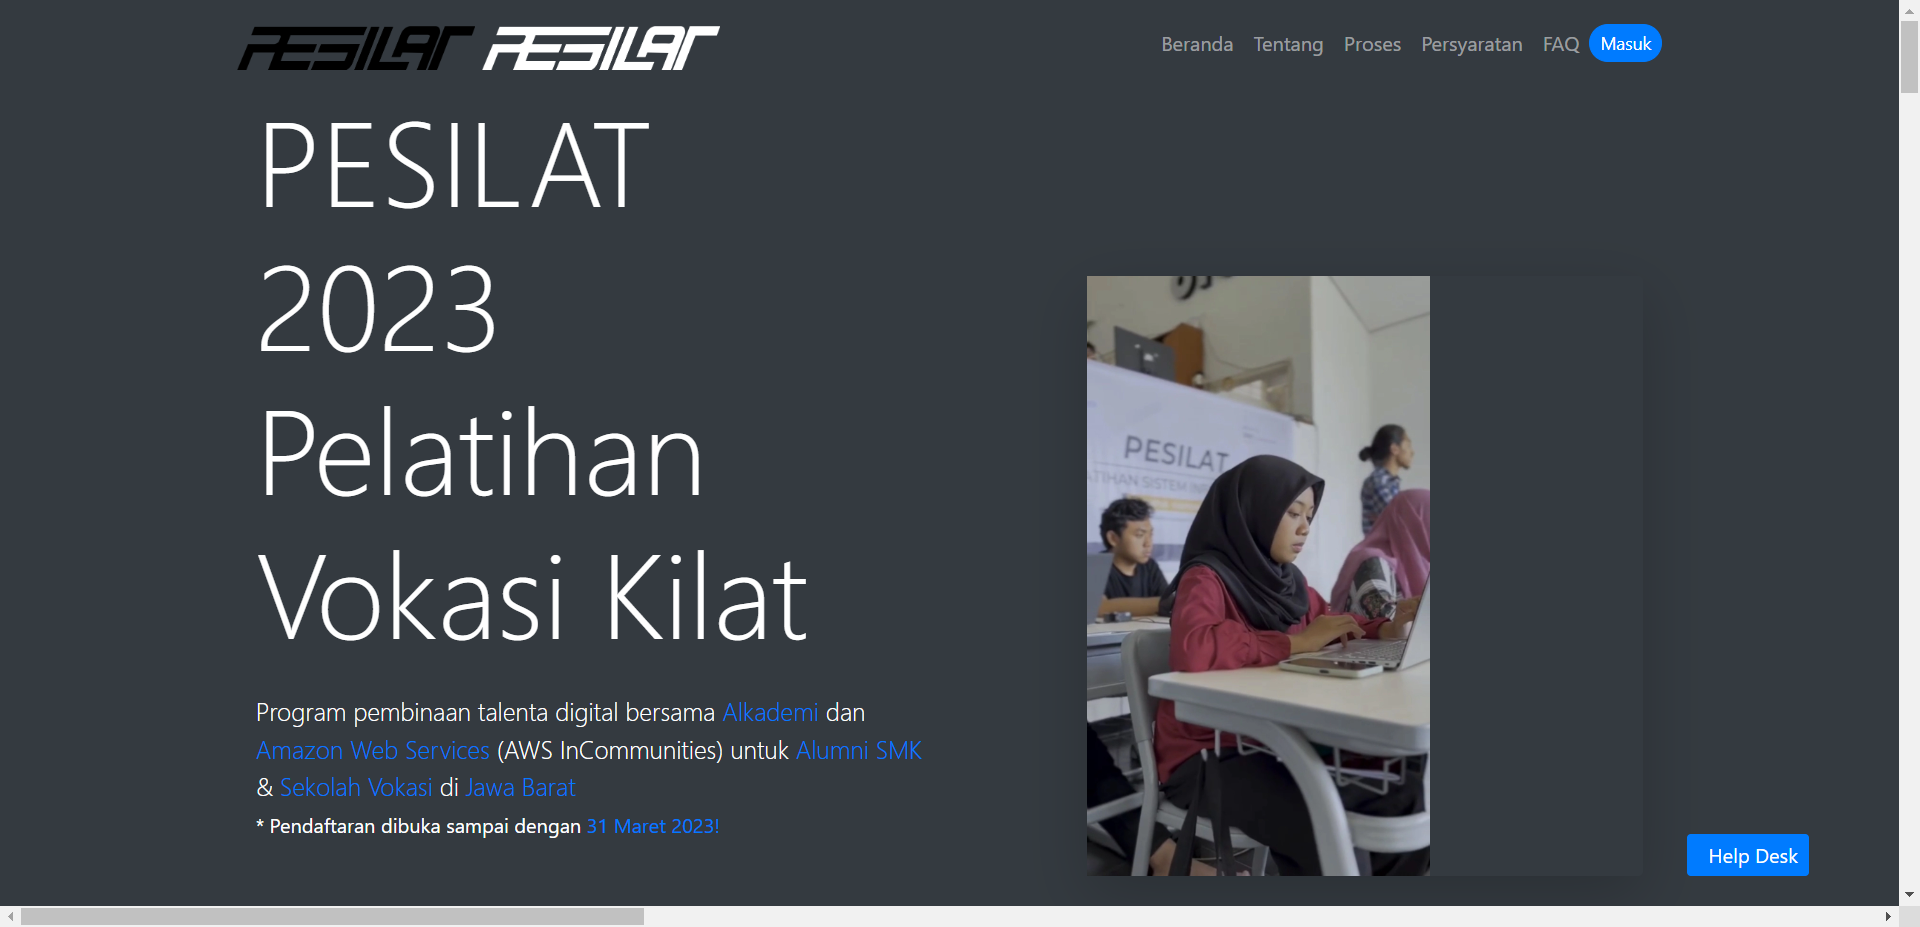 PESILAT PESILAT
Beranda Tentang Proses Persyaratan FAQ Masuk
PESILAT
2023
Pelatihan
Vokasi Kilat
Program pembinaan talenta digital bersama Alkademi dan
Amazon Web Services (AWS InCommunities) untuk Alumni SMK
& Sekolah Vokasi di Jawa Barat
* Pendaftaran dibuka sampai dengan 31 Maret 2023!
PESILAT
SISTEM
Help Desk